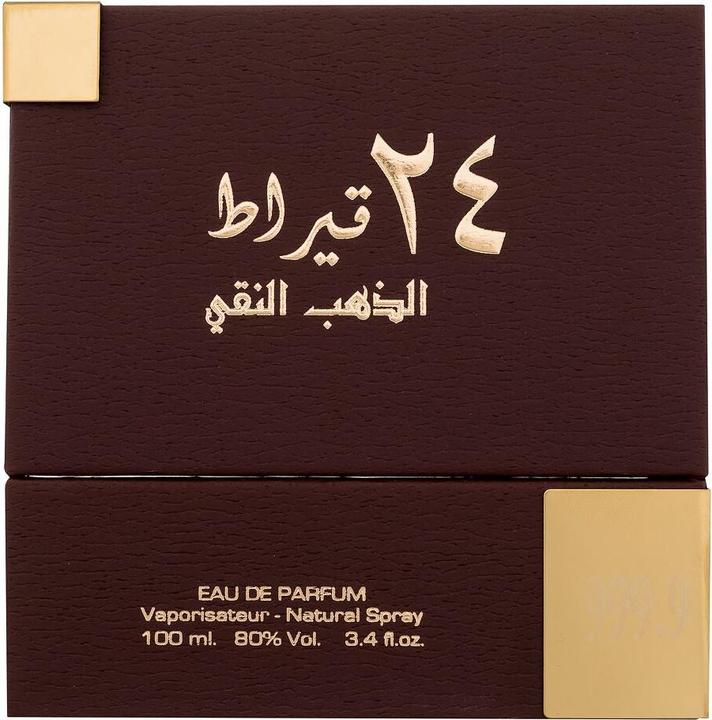 ٢٤ قيراط
الذهب النقي
EAU DE PARFUM
Vaporisateur - Natural Spray
100 ml. 80% Vol. 3.4 fl.oz.
999.9